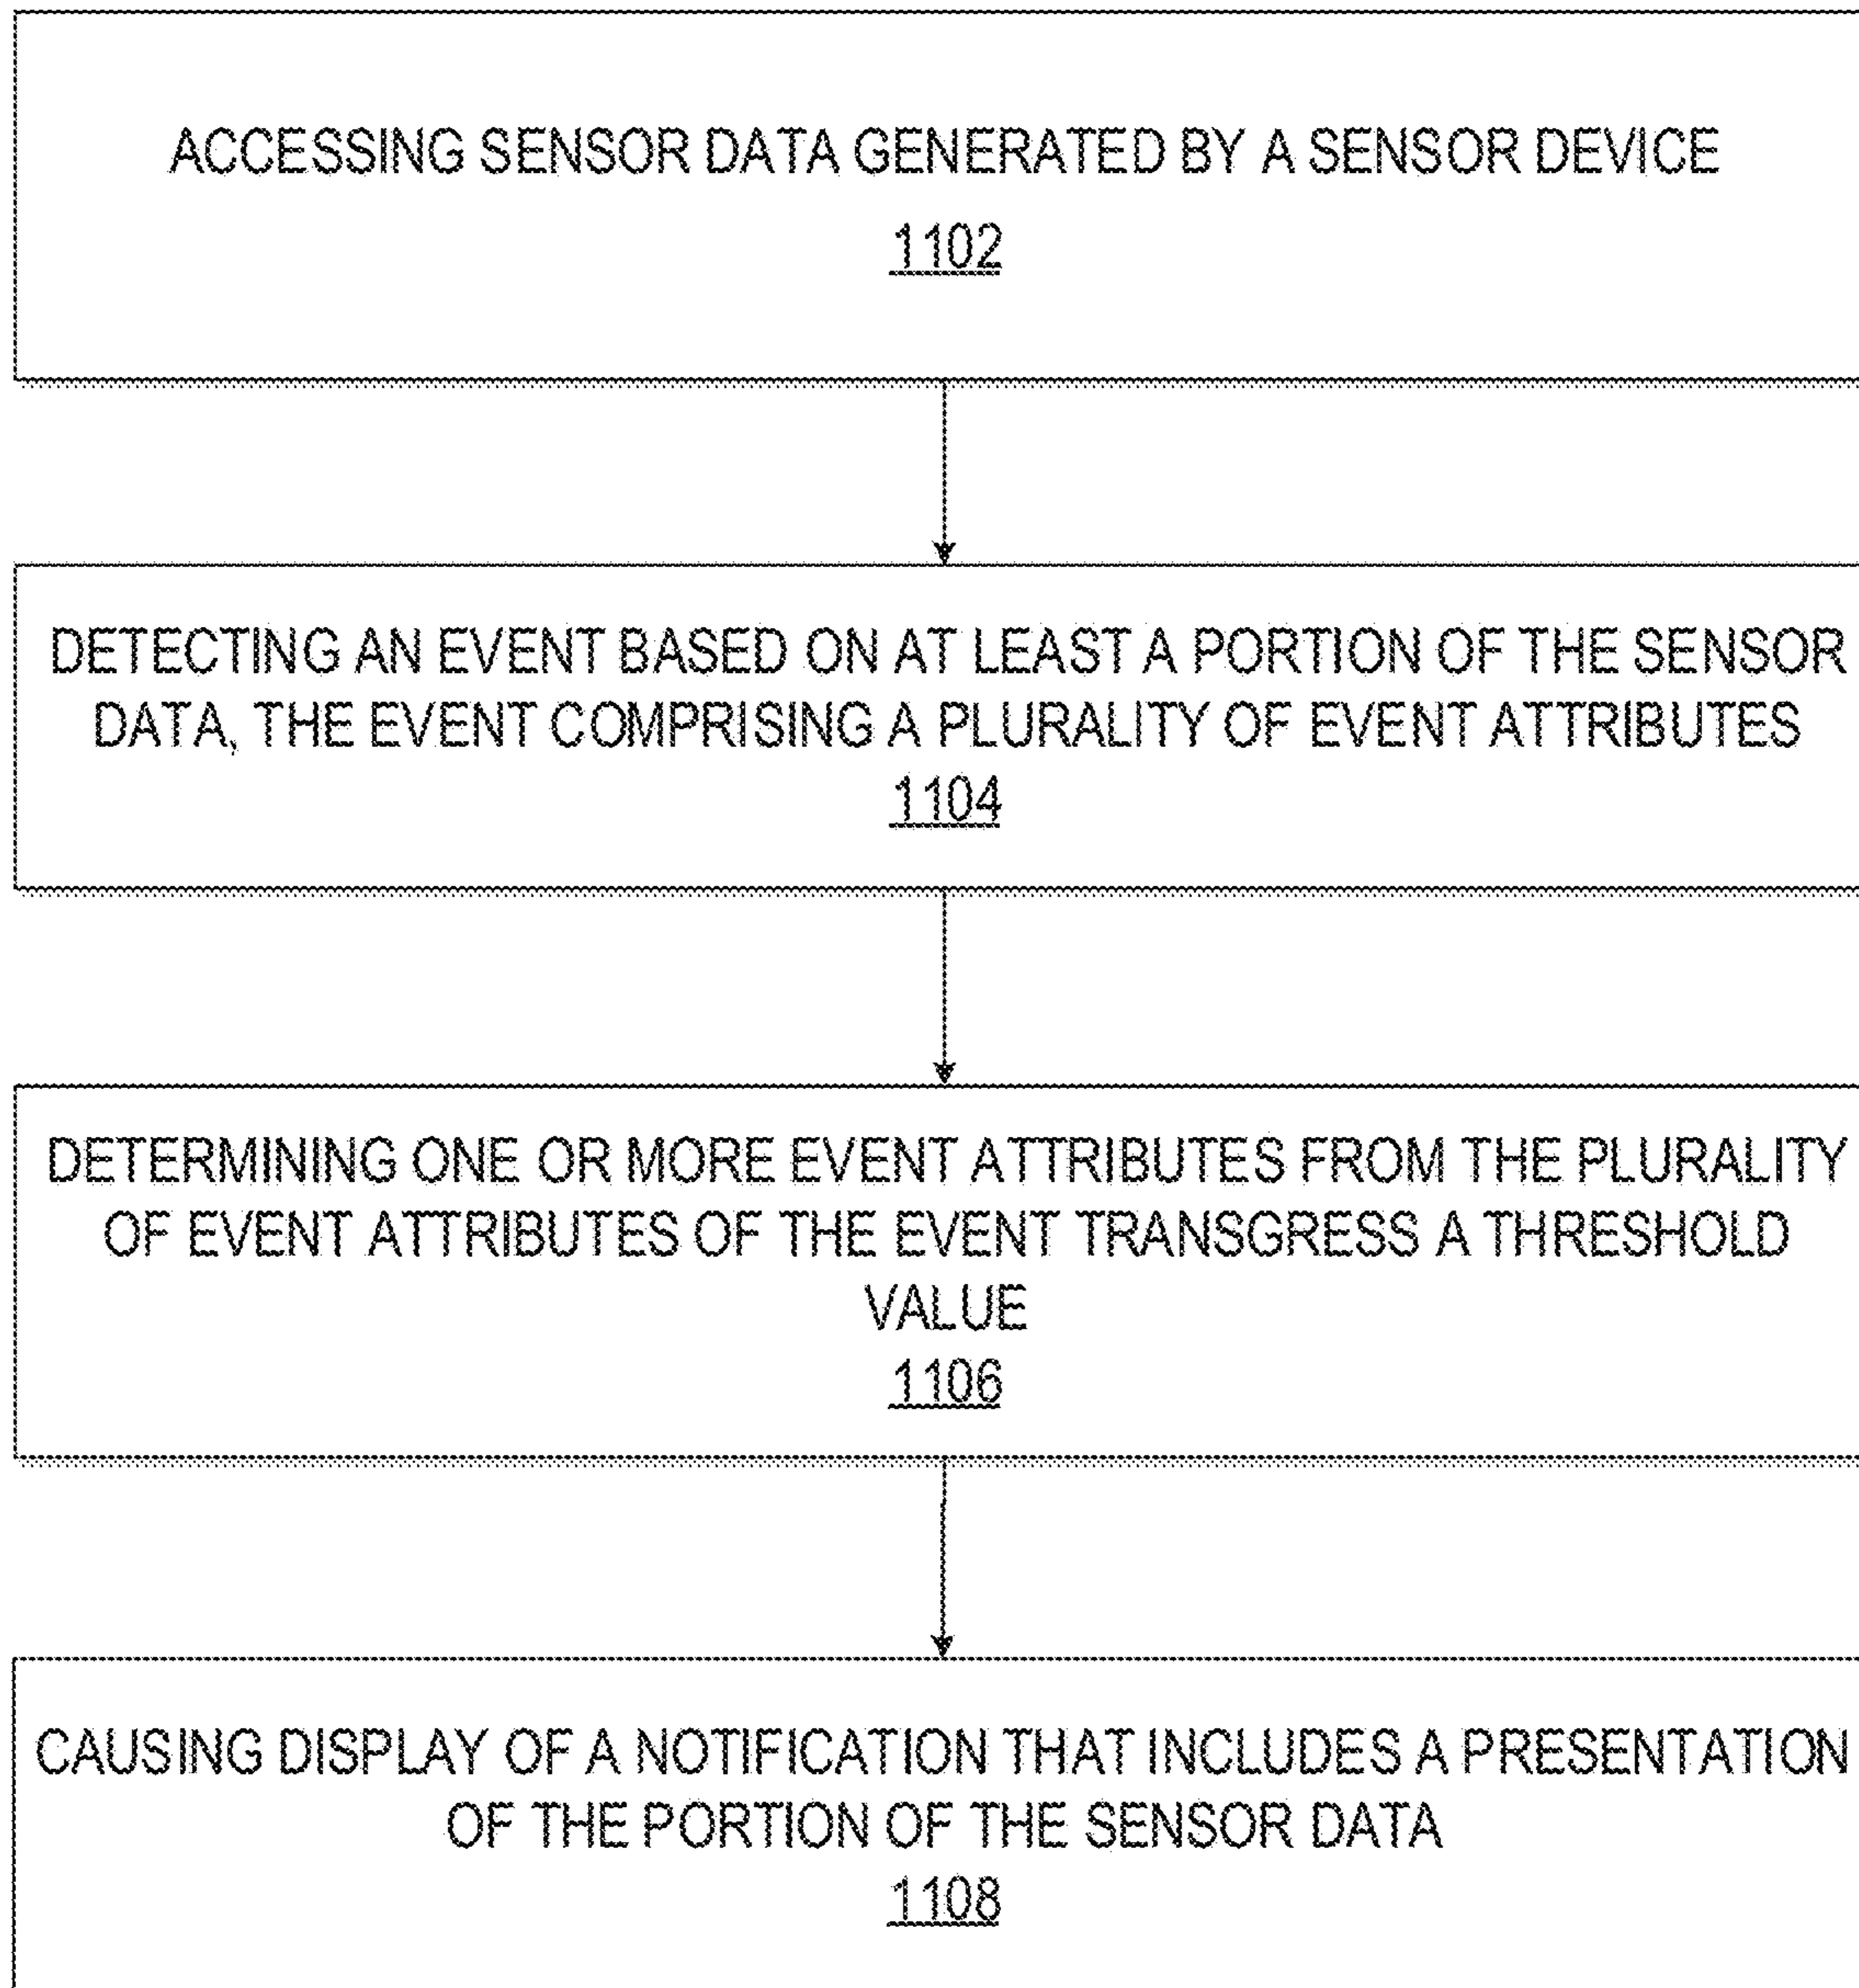 ACCESSING SENSOR DATA GENERATED BY A SENSOR DEVICE
1102
DETECTING AN EVENT BASED ON AT LEAST A PORTION OF THE SENSOR
DATA, THE EVENT COMPRISING A PLURALITY OF EVENT ATTRIBUTES
1104
DETERMINING ONE OR MORE EVENT ATTRIBUTES FROM THE PLURALITY
OF EVENT ATTRIBUTES OF THE EVENT TRANSGRESS A THRESHOLD
VALUE
1106
CAUSING DISPLAY OF A NOTIFICATION THAT INCLUDES A PRESENTATION
OF THE PORTION OF THE SENSOR DATA
1108